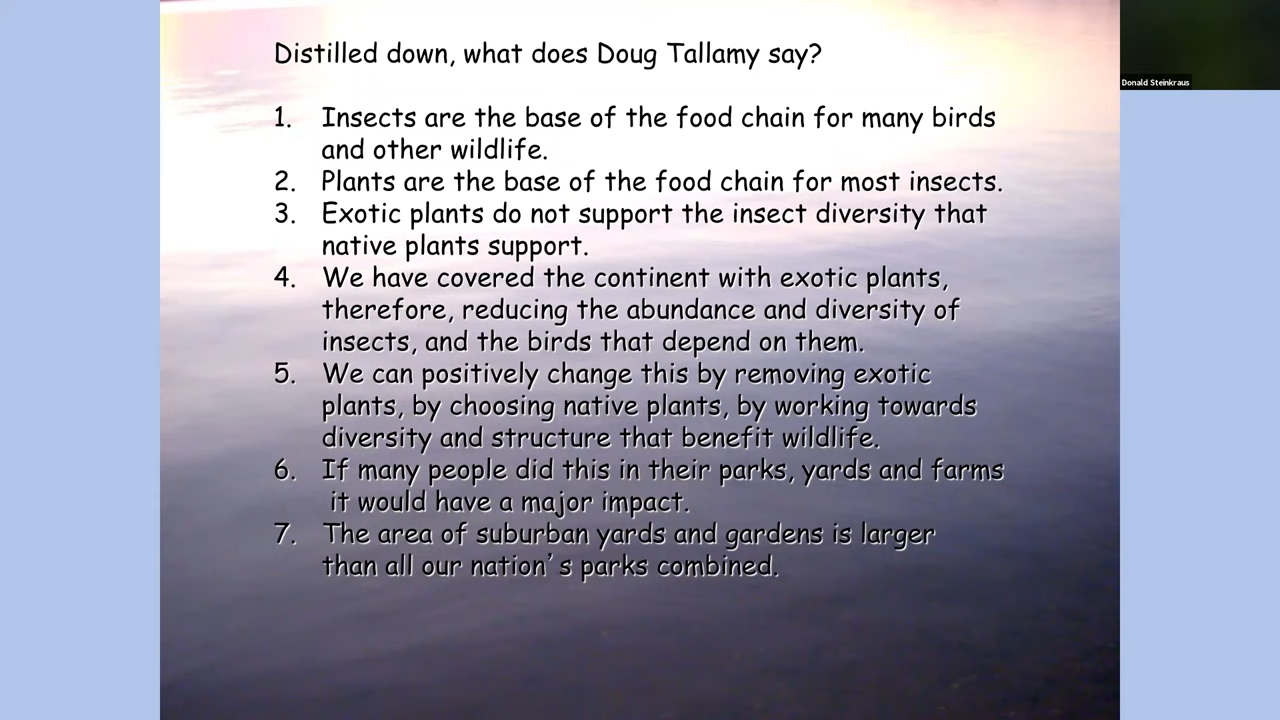 Distilled down, what does Doug Tallamy say?
Donald Steinkraus
1. Insects are the base of the food chain for many birds
and other wildlife.
2. Plants are the base of the food chain for most insects.
3. Exotic plants do not support the insect diversity that
native plants support.
4. We have covered the continent with exotic plants,
therefore, reducing the abundance and diversity of
insects, and the birds that depend on them.
5. We can positively change this by removing exotic
plants, by choosing native plants, by working towards
diversity and structure that benefit wildlife.
6. If many people did this in their parks, yards and farms
it would have a major impact.
7. The area of suburban yards and gardens is larger
than all our nation’s parks combined.